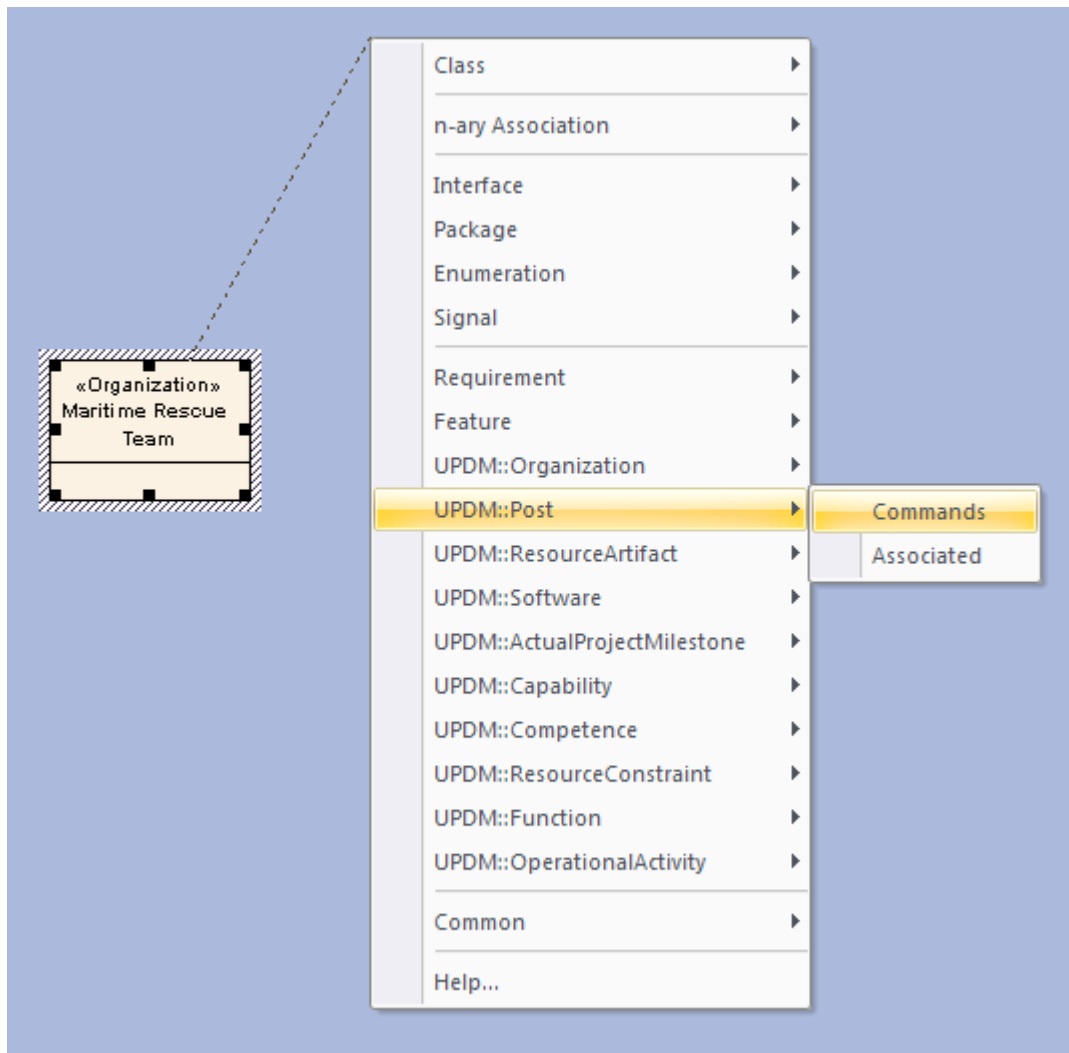 Class
n-ary Association
Interface
Package
Enumeration
Signal
«Organization»
Maritime Rescue
Team
Requirement
Feature
UPDM::Organization
UPDM::Post
Commands
UPDM::ResourceArtifact
Associated
UPDM::Software
UPDM::ActualProjectMilestone
UPDM::Capability
UPDM::Competence
UPDM::ResourceConstraint
UPDM::Function
UPDM::OperationalActivity
Common
Help...